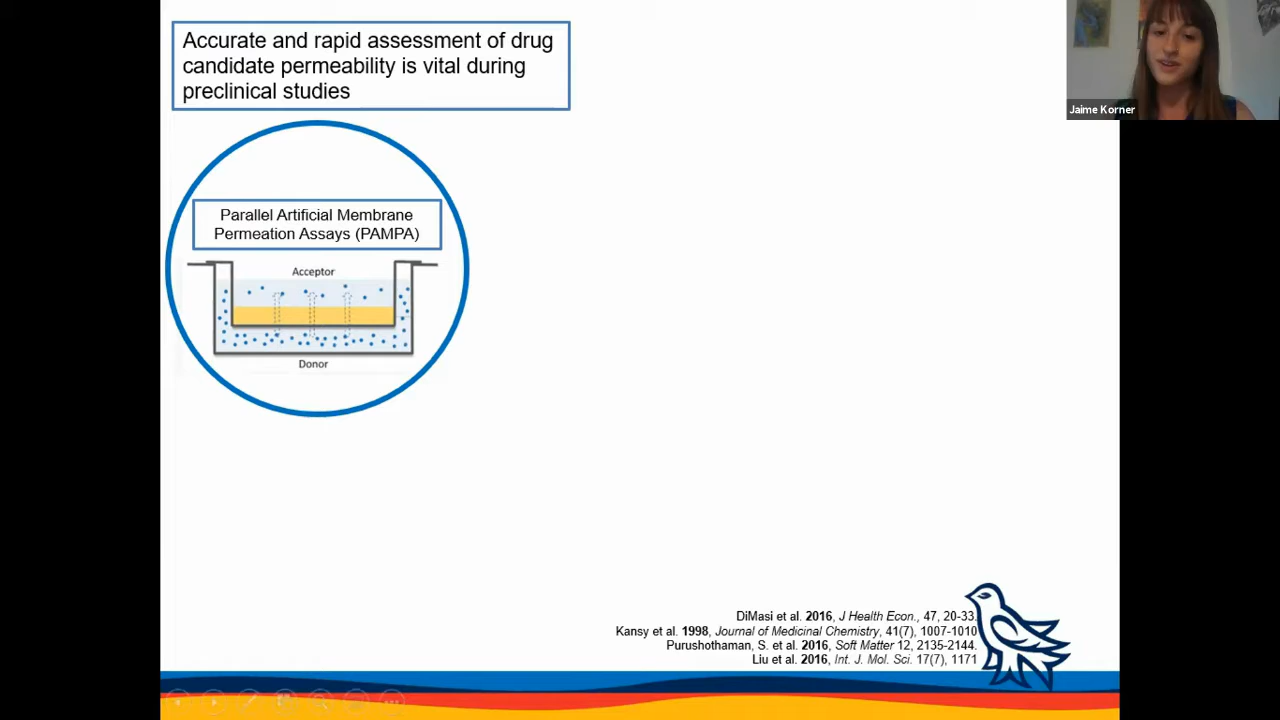 Accurate and rapid assessment of drug
candidate permeability is vital during
preclinical studies
Jaime Korner
Parallel Artificial Membrane
Permeation Assays (PAMPA)
Acceptor
Donor
DiMasi et al. 2016, J Health Econ., 47, 20-33.
Kansy et al. 1998, Journal of Medicinal Chemistry, 41(7), 1007-1010
Purushothaman, S. et al. 2016, Soft Matter 12, 2135-2144.
Liu et al. 2016, Int. J. Mol. Sci. 17(7), 1171